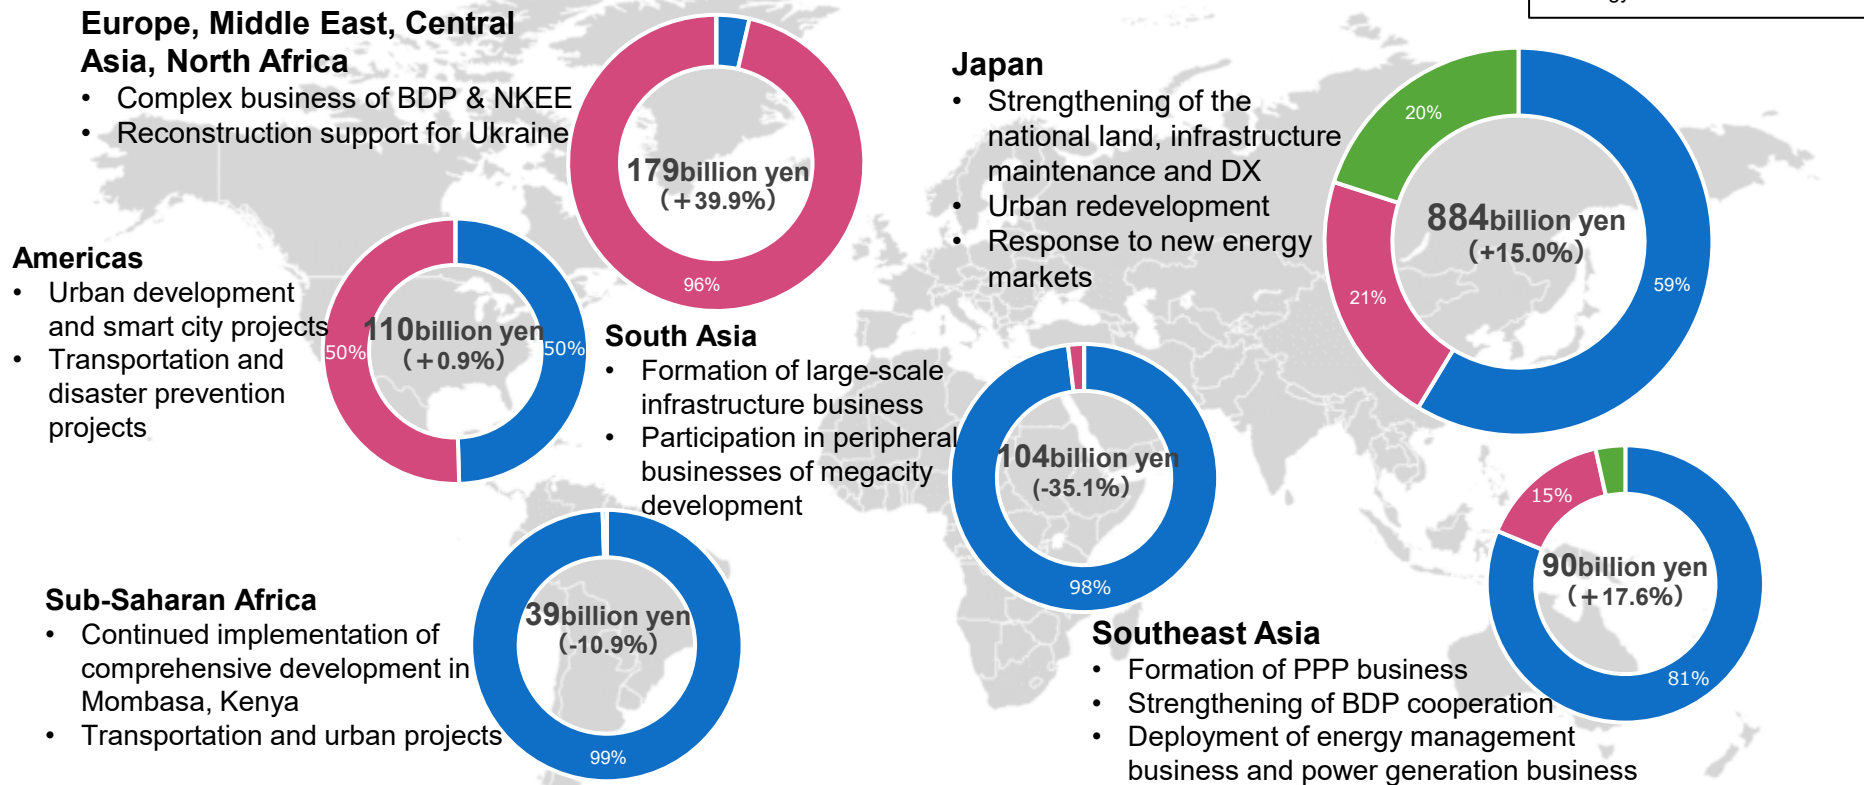 Europe, Middle East, Central
Asia, North Africa
• Complex business of BDP & NKEE
• Reconstruction support for Ukraine
179billion yen
(+39.9%)
96%
Japan
• Strengthening of the
national land, infrastructure
maintenance and DX
• Urban redevelopment
• Response to new energy
markets
20%
21%
59%
884billion yen
(+15.0%)
Americas
• Urban development
and smart city projects
• Transportation and
disaster prevention
projects
50%
110billion yen
(+0.9%)
50%
South Asia
• Formation of large-scale
infrastructure business
• Participation in peripheral
businesses of megacity
development
104billion yen
(-35.1%)
98%
Sub-Saharan Africa
• Continued implementation of
comprehensive development in
Mombasa, Kenya
• Transportation and urban projects
39billion yen
(-10.9%)
99%
Southeast Asia
• Formation of PPP business
• Strengthening of BDP cooperation
• Deployment of energy management
business and power generation business
15%
90billion yen
(+17.6%)
81%